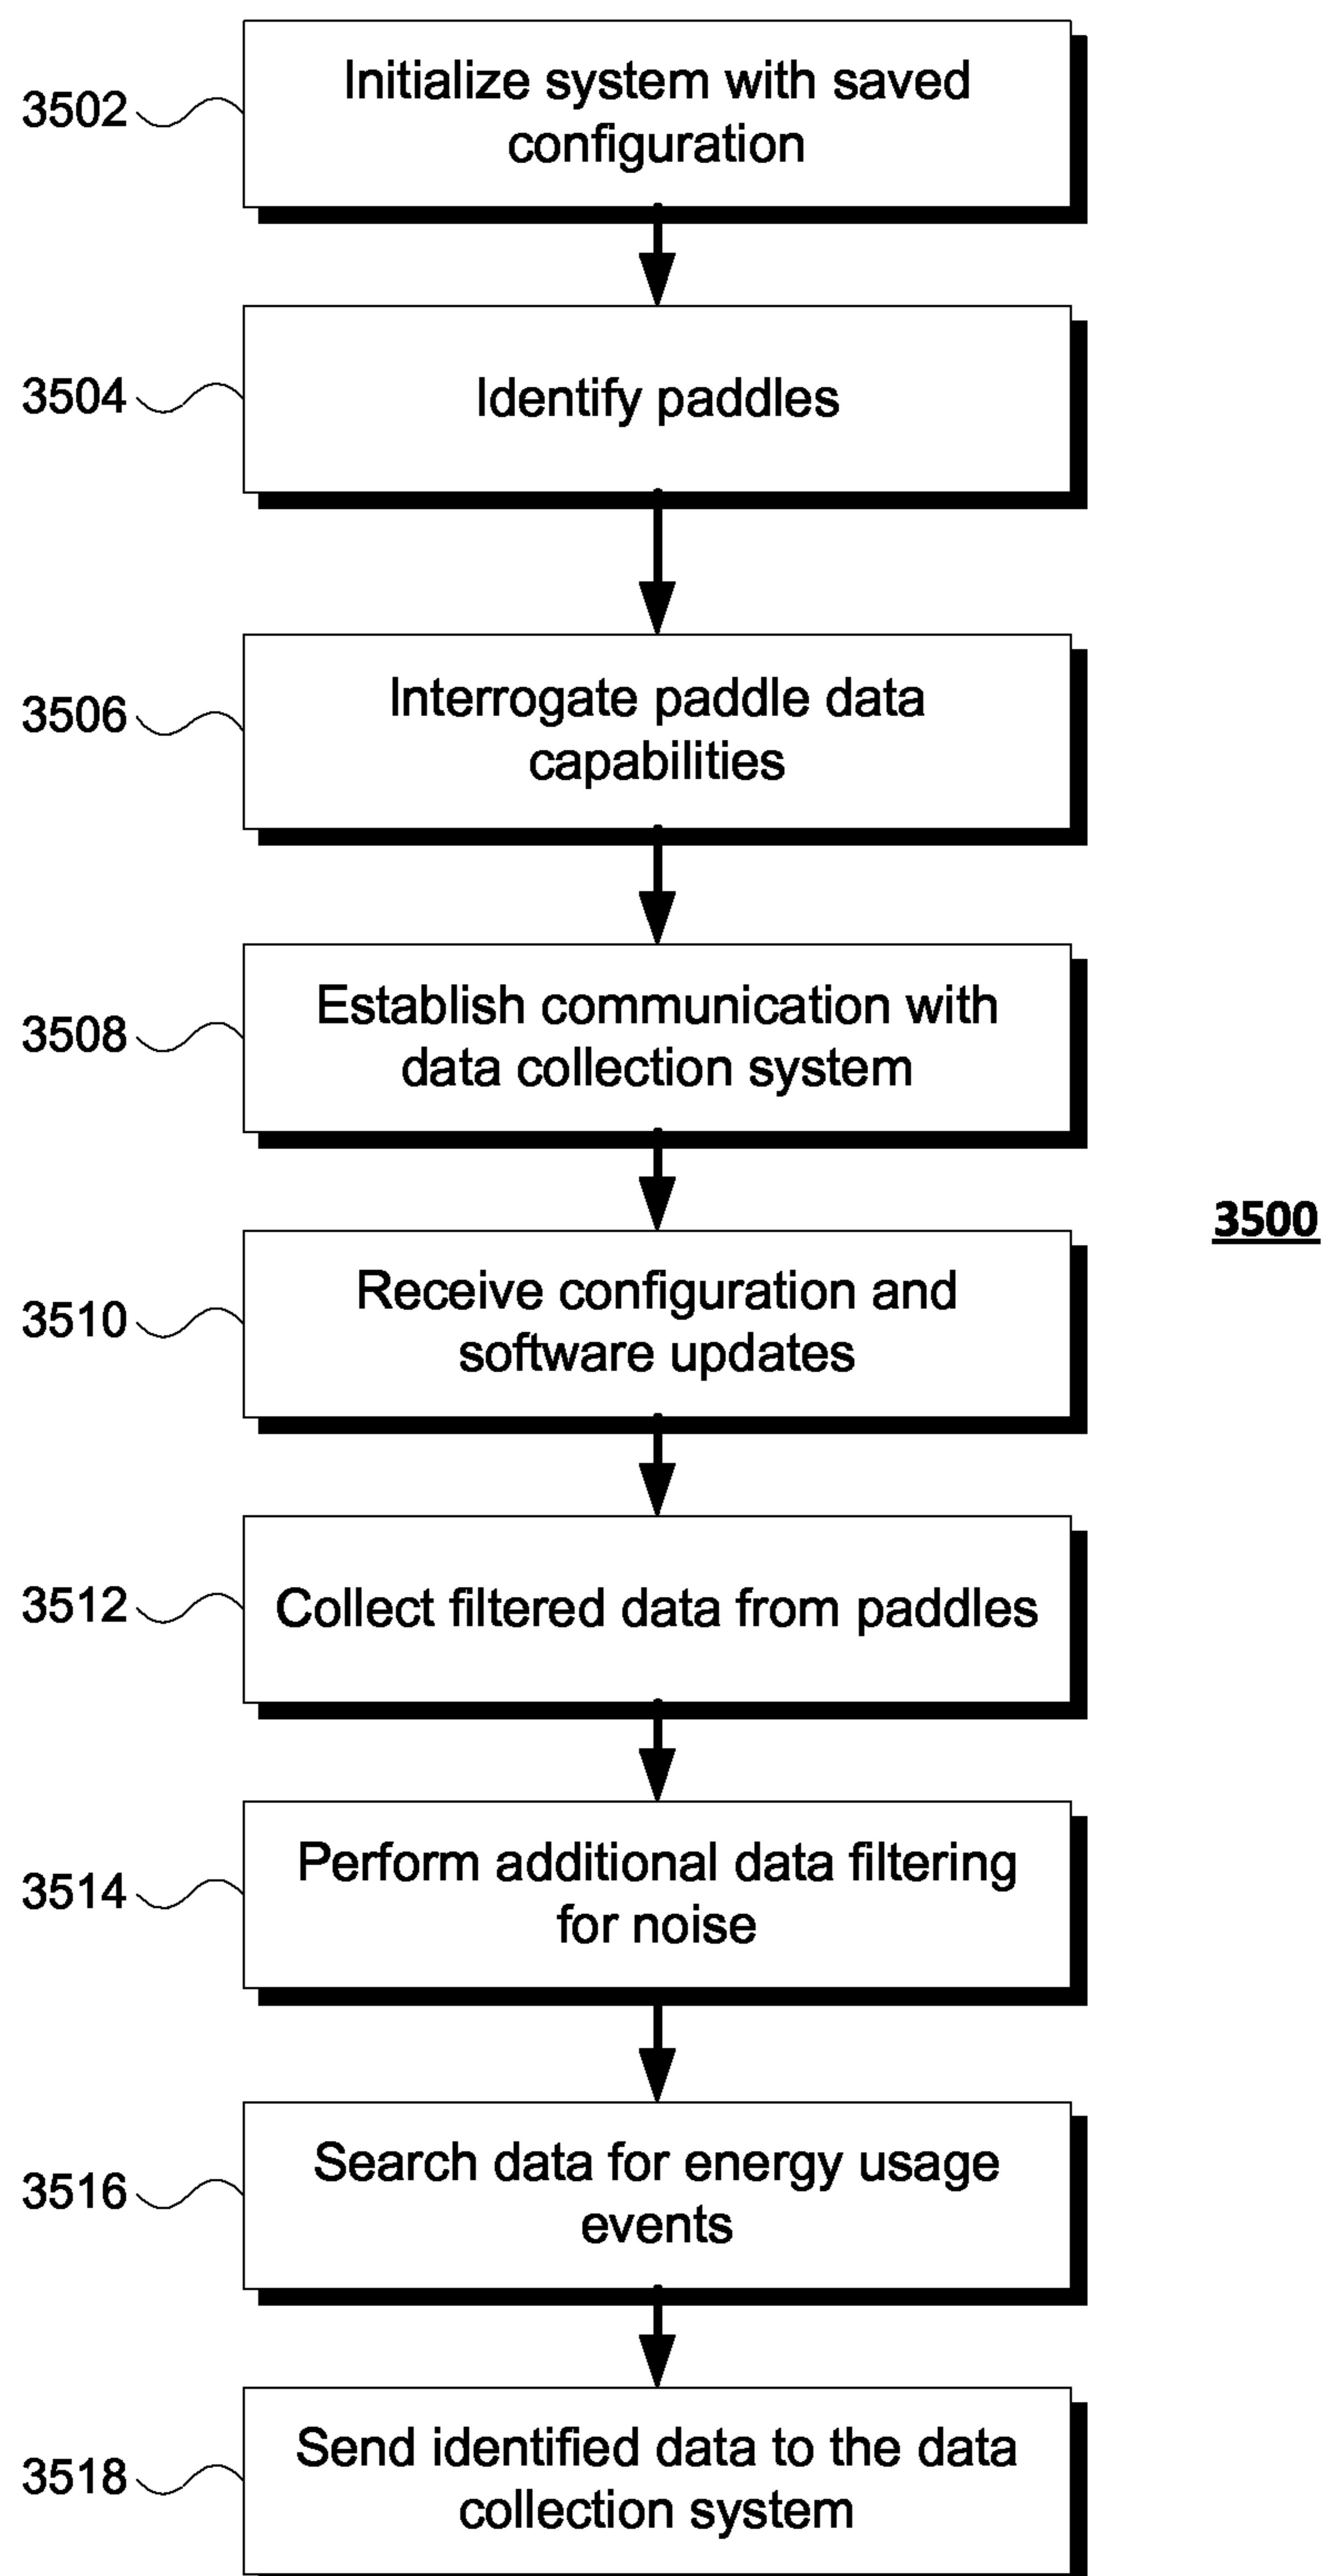 3502
Initialize system with saved
configuration
3504
Identify paddles
3506
Interrogate paddle data
capabilities
3508
Establish communication with
data collection system
3500
3510
Receive configuration and
software updates
3512
Collect filtered data from paddles
3514
Perform additional data filtering
for noise
3516
Search data for energy usage
events
3518
Send identified data to the data
collection system